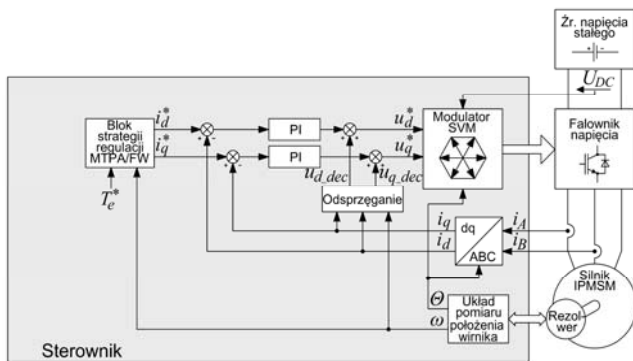 Źr. napięcia
stałego
U_DC
Blok
strategii
regulacji
MTPA/FW
i_d^*
i_q^*
T_e^*
PI
PI
u_d_dec
u_q_dec
u_d^*
u_q^*
Modulator
SVM
Falownik
napięcia
Odsprzęganie
i_q
i_d
dq
ABC
i_A
i_B
Silnik
IPMSM
Rezol
wer
Θ
ω
Układ
pomiaru
położenia
wirnika
Sterownik